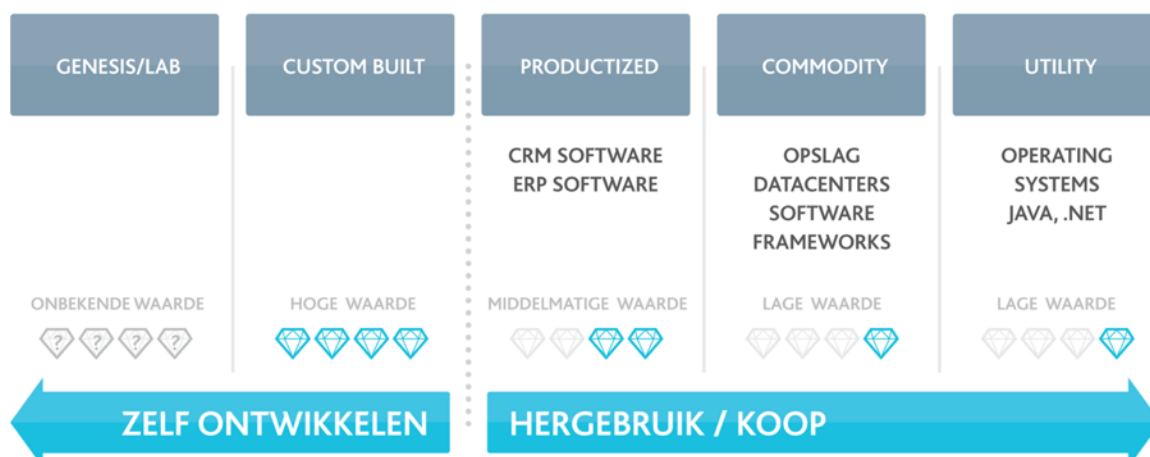 GENESIS/LAB
CUSTOM BUILT
PRODUCTIZED
COMMODITY
UTILITY
CRM SOFTWARE
ERP SOFTWARE
OPSLAG
DATACENTERS
SOFTWARE
FRAMEWORKS
OPERATING
SYSTEMS
JAVA, .NET
ONBEKENDE WAARDE
HOGE WAARDE
MIDDELMATIGE WAARDE
LAGE WAARDE
LAGE WAARDE
? ? ? ?
ZELF ONTWIKKELEN
HERGEBRUIK / KOOP